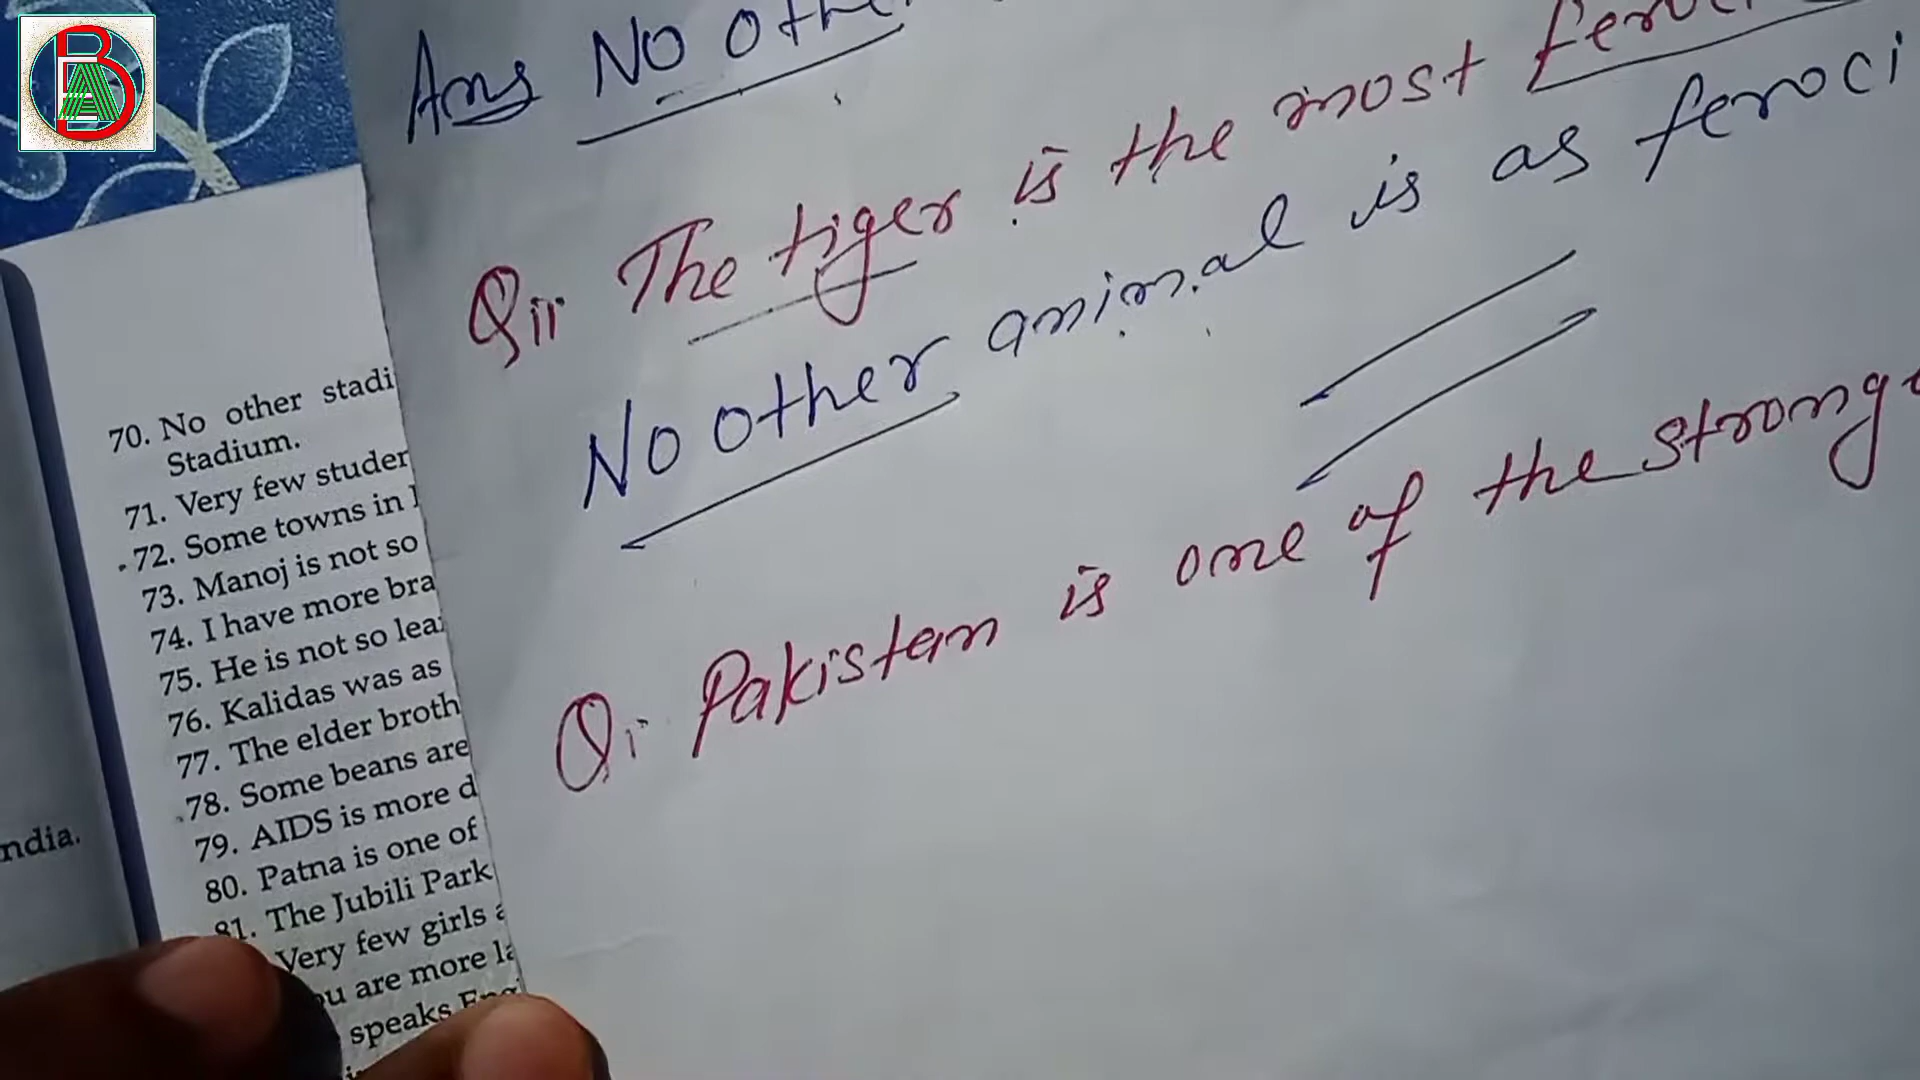 Ans No othe
Qii The tiger is the most feroci
No other animal is as feroci
Qi Pakistan is one of the strong
70. No other stadi
Stadium.
71. Very few studen
72. Some towns in
73. Manoj is not so
74. I have more bra
75. He is not so lea
76. Kalidas was as
77. The elder broth
78. Some beans are
79. AIDS is more d
80. Patna is one of
81. The Jubili Park
Very few girls
ou are more la
speaks Eng
ndia.